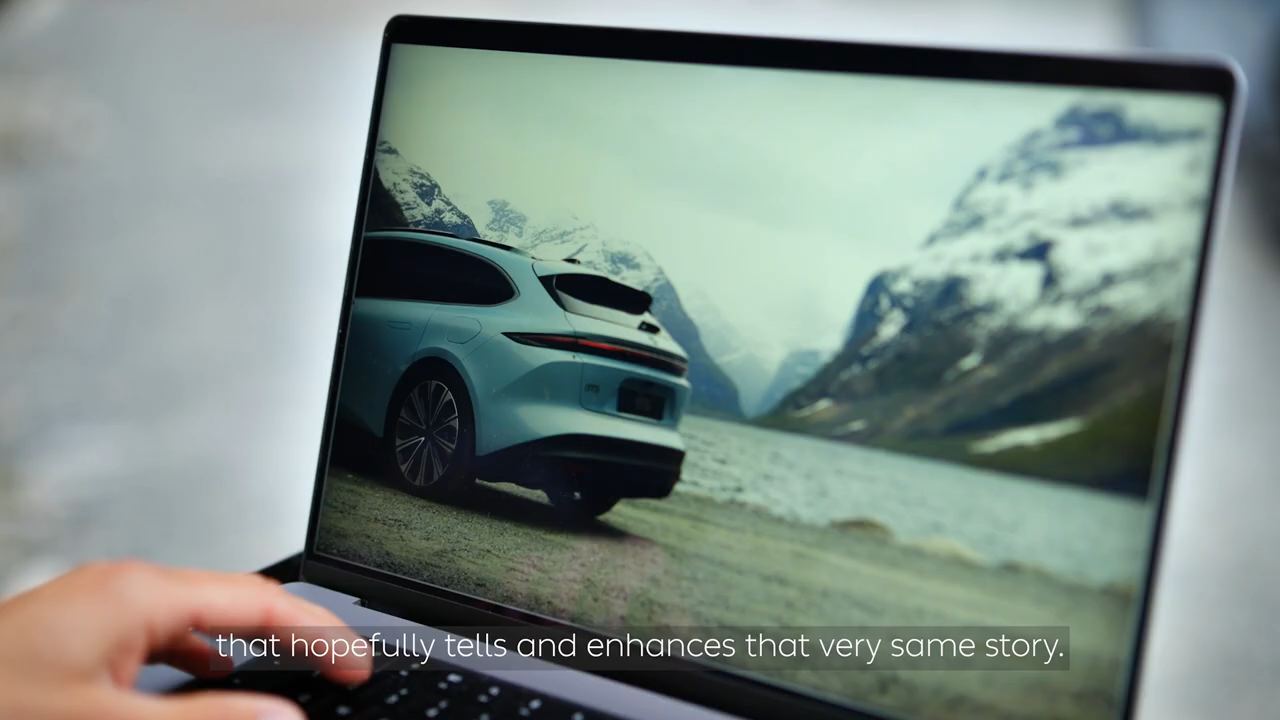 that hopefully tells and enhances that very same story.